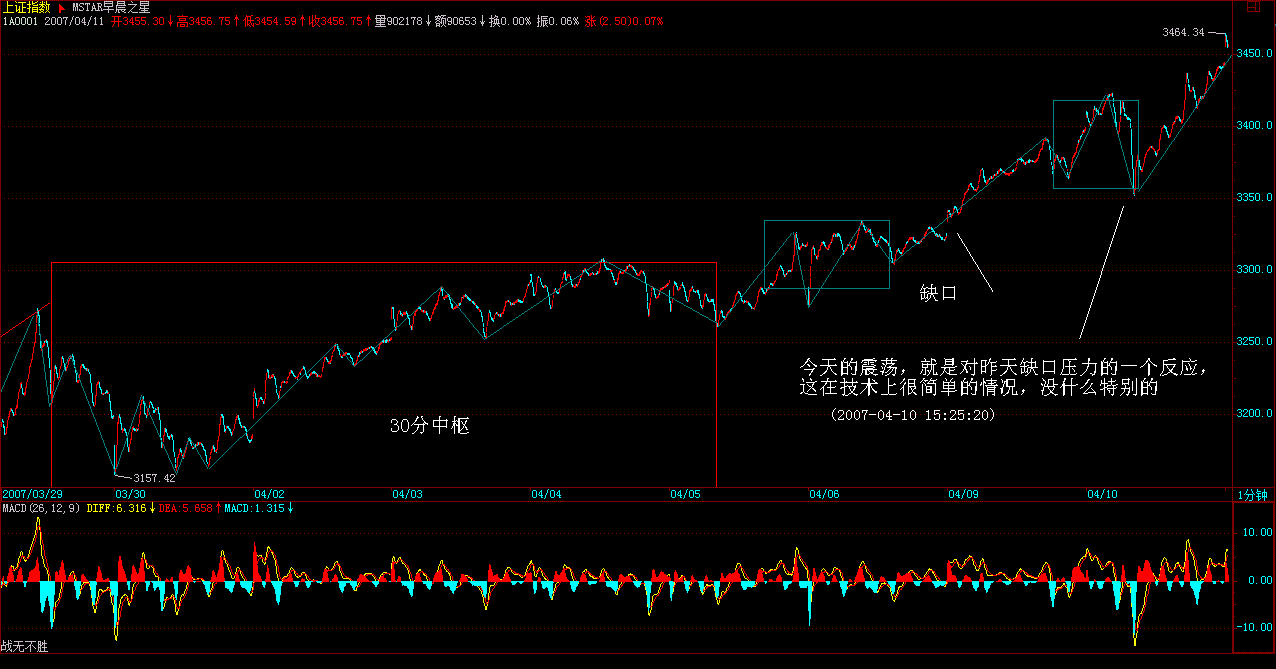 上证指数 MSTAR早晨之星
1A0001 2007/04/11 开3455.30↓高3458.75↑低3454.59↑收3458.75↑量902178↓额90653↓换0.00% 振0.06% 涨(2.50)0.07%
3464.34
3450.0
3400.0
3350.0
3300.0
缺口
3250.0
今天的震荡，就是对昨天缺口压力的一个反应，
这在技术上很简单的情况，没什么特别的
(2007-04-10 15:25:20)
3200.0
30分中枢
3157.42
2007/03/29 03/30 04/02 04/03 04/04 04/05 04/06 04/09 04/10 1分钟
MACD(26,12,9) DIFF:6.316↓DEA:5.658↑MACD:1.315↓
10.00
0.00
-10.00
战无不胜